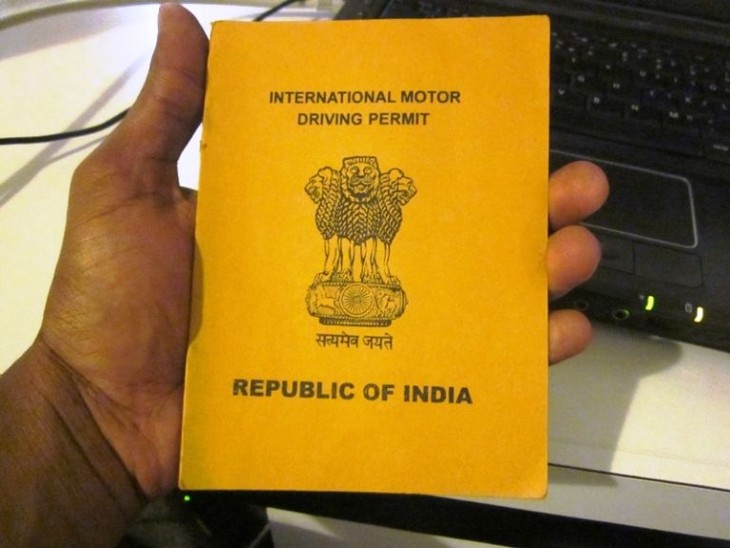 INTERNATIONAL MOTOR
DRIVING PERMIT
सत्यमेव जयते
REPUBLIC OF INDIA